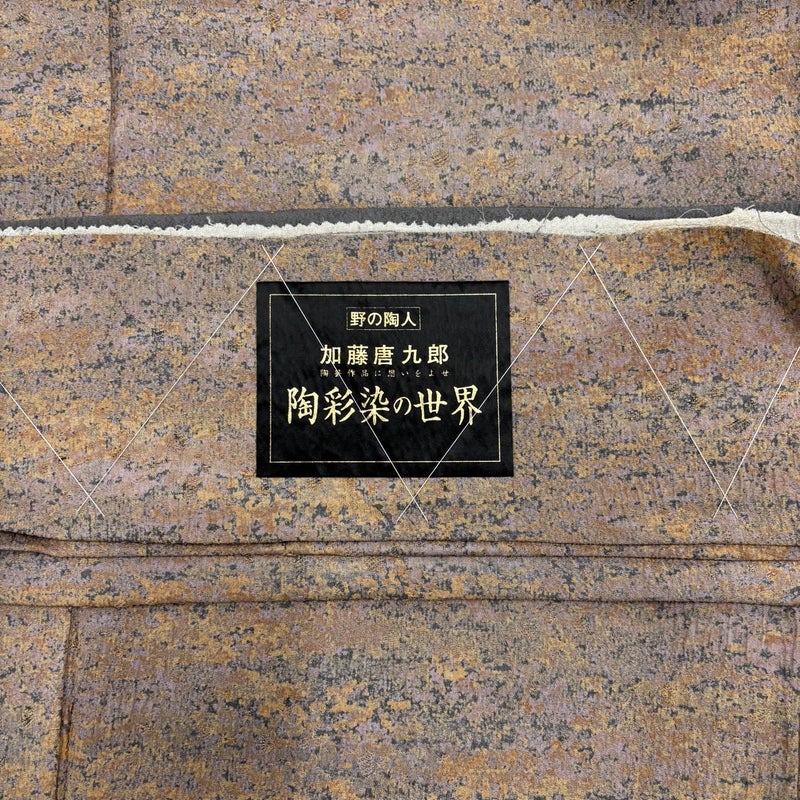 野の陶人
加藤唐九郎
陶芸作品に想いをよせ
陶彩染の世界